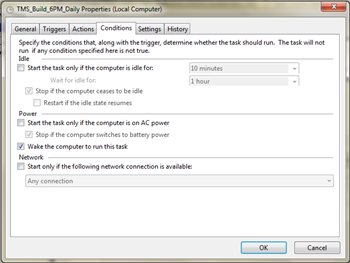 TMS_Build_6PM_Daily Properties (Local Computer)
General Triggers Actions Conditions Settings History
Specify the conditions that, along with the trigger, determine whether the task should run. The task will not
run if any condition specified here is not true.
Idle
Start the task only if the computer is idle for: 10 minutes
Wait for idle for: 1 hour
Stop if the computer ceases to be idle
Restart if the idle state resumes
Power
Start the task only if the computer is on AC power
Stop if the computer switches to battery power
Wake the computer to run this task
Network
Start only if the following network connection is available:
Any connection
OK Cancel